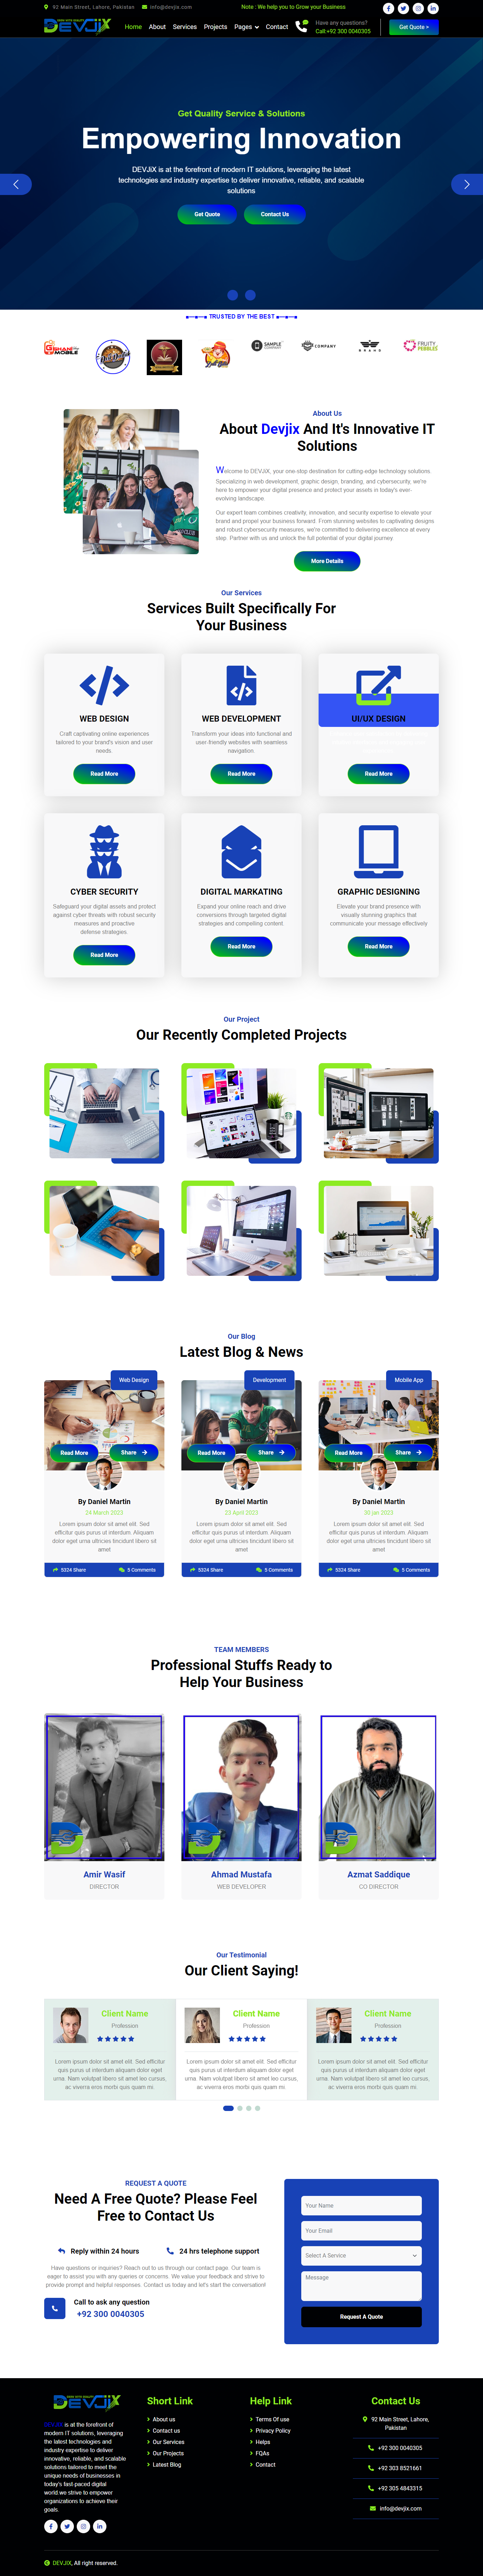 92 Main Street, Lahore, Pakistan
info@devjix.com
Note : We help you to Grow your Business
DEVJiX
Home
About
Services
Projects
Pages
Contact
Have any questions?
Call:+92 300 0040305
Get Quote >
Get Quality Service & Solutions
Empowering Innovation
DEVJiX is at the forefront of modern IT solutions, leveraging the latest
technologies and industry expertise to deliver innovative, reliable, and scalable
solutions
Get Quote
Contact Us
TRUSTED BY THE BEST
MOBILE
SAMPLE
COMPANY
BRAND
FRUITY
PEBBLES
About Us
About Devjix And It's Innovative IT
Solutions
Welcome to DEVJiX, your one-stop destination for cutting-edge technology solutions.
Specializing in web development, graphic design, branding, and cybersecurity, we're
here to empower your digital presence and protect your assets in today's ever-
evolving landscape.
Our expert team combines creativity, innovation, and security expertise to elevate your
brand and propel your business forward. From stunning websites to captivating designs
and robust cybersecurity measures, we're committed to delivering excellence at every
step. Partner with us and unlock the full potential of your digital journey.
More Details
Our Services
Services Built Specifically For
Your Business
WEB DESIGN
Craft captivating online experiences
tailored to your brand's vision and user
needs
Read More
WEB DEVELOPMENT
Transform your ideas into functional and
user-friendly websites with seamless
navigation.
Read More
UI/UX DESIGN
Read More
CYBER SECURITY
Safeguard your digital assets and protect
against cyber threats with robust security
measures and proactive
defense strategies.
Read More
DIGITAL MARKATING
Expand your online reach and drive
conversions through targeted digital
strategies and compelling content.
Read More
GRAPHIC DESIGNING
Elevate your brand presence with
visually stunning graphics that
communicate your message effectively
Read More
Our Project
Our Recently Completed Projects
Our Blog
Latest Blog & News
Web Design
Read More
Share
By Daniel Martin
24 March 2023
Lorem ipsum dolor sit amet elit. Sed
efficitur quis purus ut interdum. Aliquam
dolor eget urna ultricies tincidunt libero sit
amet
5324 Share
5 Comments
Development
Read More
Share
By Daniel Martin
23 April 2023
Lorem ipsum dolor sit amet elit. Sed
efficitur quis purus ut interdum. Aliquam
dolor eget urna ultricies tincidunt libero sit
amet
5324 Share
5 Comments
Mobile App
Read More
Share
By Daniel Martin
30 jan 2023
Lorem ipsum dolor sit amet elit. Sed
efficitur quis purus ut interdum. Aliquam
dolor eget urna ultricies tincidunt libero sit
amet
5324 Share
5 Comments
TEAM MEMBERS
Professional Stuffs Ready to
Help Your Business
Amir Wasif
DIRECTOR
Ahmad Mustafa
WEB DEVELOPER
Azmat Saddique
CO DIRECTOR
Our Testimonial
Our Client Saying!
Client Name
Profession
Lorem ipsum dolor sit amet elit. Sed efficitur
quis purus ut interdum aliquam dolor eget
urna. Nam volutpat libero sit amet leo cursus,
ac viverra eros morbi quis quam mi.
Client Name
Profession
Lorem ipsum dolor sit amet elit. Sed efficitur
quis purus ut interdum aliquam dolor eget
urna. Nam volutpat libero sit amet leo cursus,
ac viverra eros morbi quis quam mi.
Client Name
Profession
Lorem ipsum dolor sit amet elit. Sed efficitur
quis purus ut interdum aliquam dolor eget
urna. Nam volutpat libero sit amet leo cursus,
ac viverra eros morbi quis quam mi.
REQUEST A QUOTE
Need A Free Quote? Please Feel
Free to Contact Us
Reply within 24 hours
24 hrs telephone support
Have questions or inquiries? Reach out to us through our contact page. Our team is
eager to assist you with any queries or concerns. We value your feedback and strive to
provide prompt and helpful responses. Contact us today and let's start the conversation!
Call to ask any question
+92 300 0040305
Your Name
Your Email
Select A Service
Message
Request A Quote
DEVJiX
DEVJiX is at the forefront of
modern IT solutions, leveraging
the latest technologies and
industry expertise to deliver
innovative, reliable, and scalable
solutions tailored to meet the
unique needs of businesses in
today's fast-paced digital
world.we strive to empower
organizations to achieve their
goals.
Short Link
About us
Contact us
Our Services
Our Projects
Latest Blog
Help Link
Terms Of use
Privacy Policy
Helps
FQAs
Contact
Contact Us
92 Main Street, Lahore,
Pakistan
+92 300 0040305
+92 303 8521661
+92 305 4843315
info@devjix.com
DEVJIX, All right reserved.